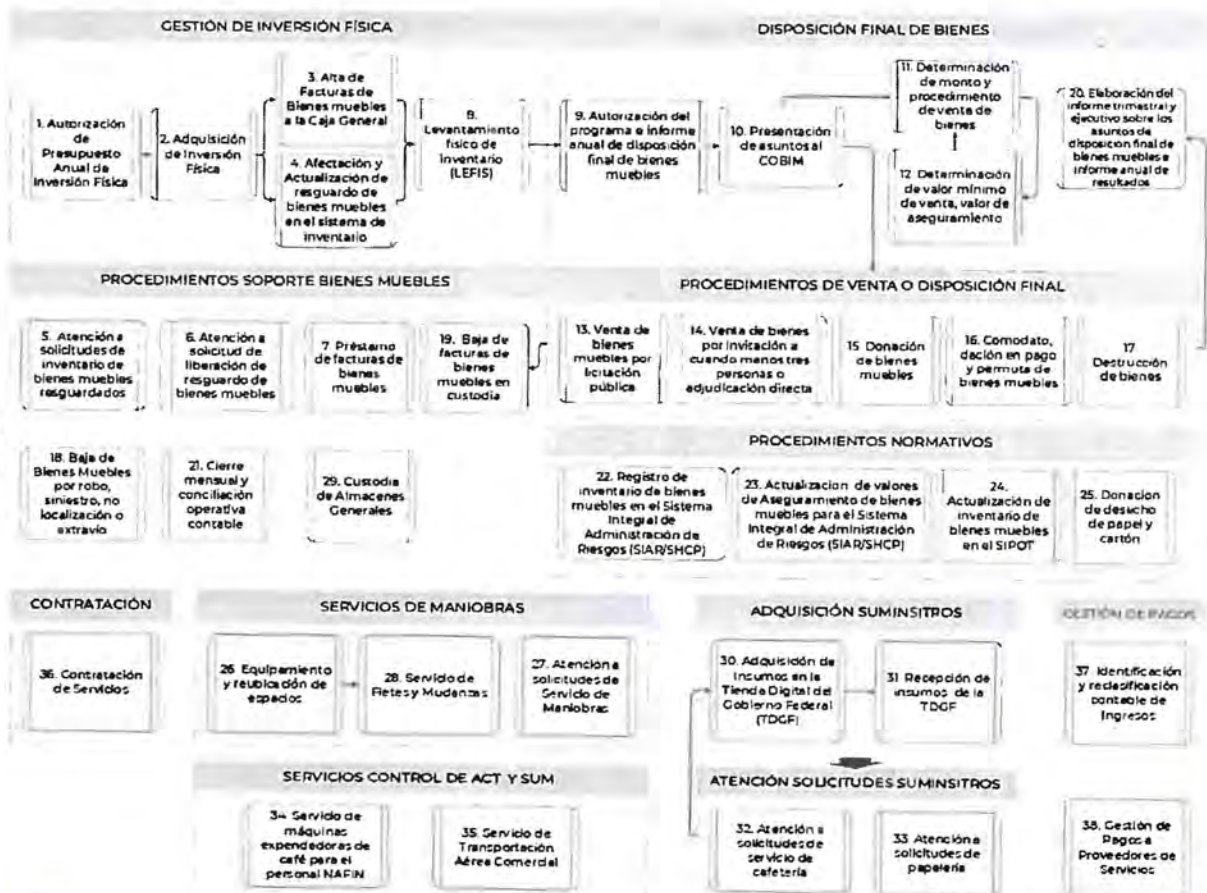 GESTIÓN DE INVERSIÓN FÍSICA
1. Autorización
de
Presupuesto
Anual de
Inversión Física
2. Adquisición
de Inversión
Física
3. Alta de
Facturas de
Bienes muebles
a la Caja General
4. Afectación y
Actualización de
resguardo de
bienes muebles
en el sistema de
inventario
8.
Levantamiento
físico de
Inventario
(LEFIS)
DISPOSICIÓN FINAL DE BIENES
9. Autorización del
programa e informe
anual de disposición
final de bienes
muebles
10. Presentación
de asuntos al
COBIM
11. Determinación
de monto y
procedimiento
de venta de
bienes
12. Determinación
de valor mínimo
de venta, valor de
aseguramiento
20. Elaboración del
informe trimestral y
ejecutivo sobre los
asuntos de
disposición final de
bienes muebles e
informe anual de
resultados
PROCEDIMIENTOS SOPORTE BIENES MUEBLES
5. Atención a
solicitudes de
inventario de
bienes muebles
resguardados
6. Atención a
solicitud de
liberación de
resguardo de
bienes muebles
7. Préstamo
de facturas de
bienes
muebles
19. Baja de
facturas de
bienes
muebles en
custodia
18. Baja de
Bienes Muebles
por robo,
siniestro, no
localización o
extravío
21. Cierre
mensual y
conciliación
operativa
contable
29. Custodia
de Almacenes
Generales
PROCEDIMIENTOS DE VENTA O DISPOSICIÓN FINAL
13. Venta de
bienes
muebles por
licitación
pública
14. Venta de bienes
por invitación a
cuando menos tres
personas o
adjudicación directa
15. Donación
de bienes
muebles
16. Comodato,
dación en pago
y permuta de
bienes muebles
17.
Destrucción
de bienes
PROCEDIMIENTOS NORMATIVOS
22. Registro de
inventario de bienes
muebles en el Sistema
Integral de
Administración de
Riesgos (SIAR/SHCP)
23. Actualización de valores
de Aseguramiento de bienes
muebles para el Sistema
Integral de Administración
de Riesgos (SIAR/SHCP)
24.
Actualización de
inventario de
bienes muebles
en el SIPOT
25. Donación
de desecho
de papel y
cartón
CONTRATACIÓN
36. Contratación
de Servicios
SERVICIOS DE MANIOBRAS
26 Equipamiento
y reubicación de
espacios
28. Servicio de
Fletes y Mudanzas
27. Atención a
solicitudes de
Servicio de
Maniobras
SERVICIOS CONTROL DE ACT Y SUM
34 Servicio de
máquinas
expendedoras de
café para el
personal NAFIN
35. Servicio de
Transportación
Aérea Comercial
ADQUISICIÓN SUMINSITROS
30. Adquisición de
Insumos en la
Tienda Digital del
Gobierno Federal
(TDGF)
31 Recepción de
insumos de la
TDGF
ATENCIÓN SOLICITUDES SUMINSITROS
32. Atención a
solicitudes de
servicio de
cafetería
33 Atención a
solicitudes de
papelería
GESTIÓN DE PAGOS
37 Identificación
y reclasificación
contable de
Ingresos
38. Gestión de
Pagos a
Proveedores de
Servicios